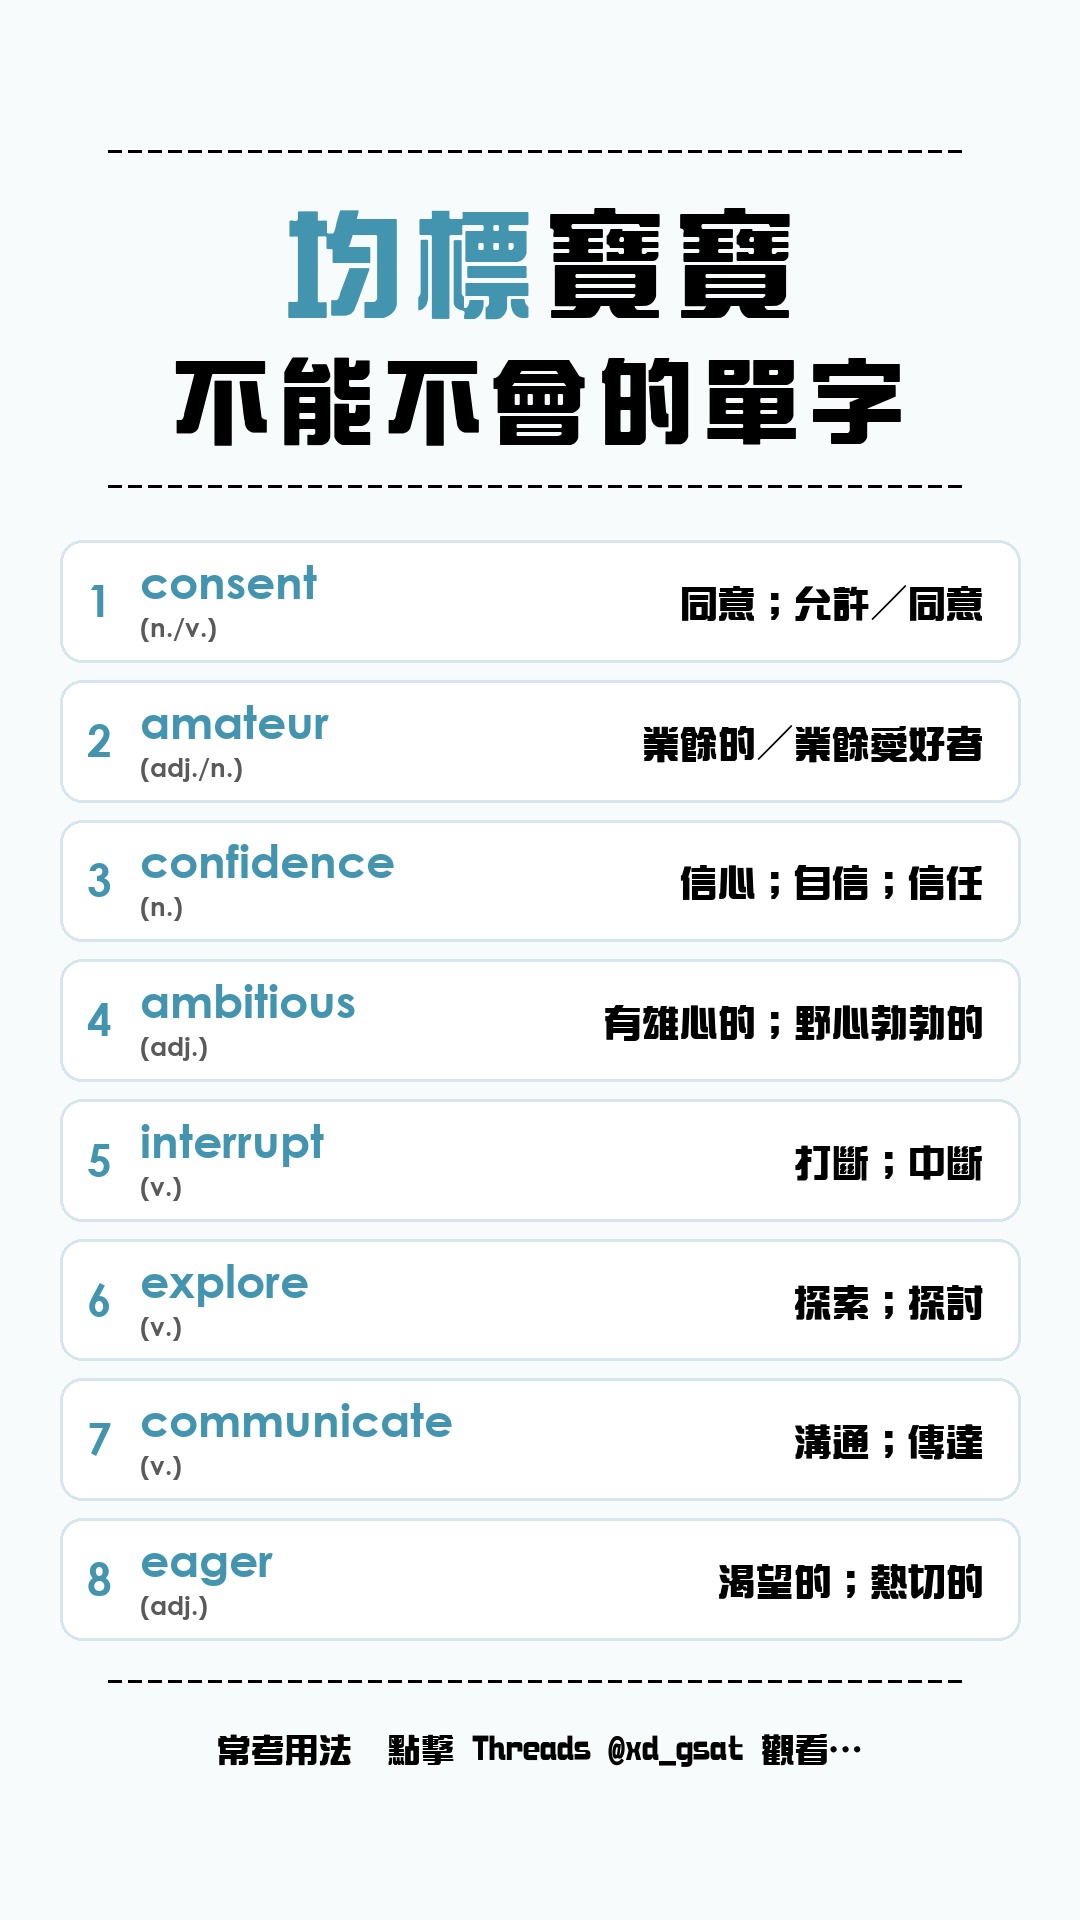 均標寶寶
不能不會的單字
1 consent 同意；允許／同意
(n./v.)
2 amateur 業餘的／業餘愛好者
(adj./n.)
3 confidence 信心；自信；信任
(n.)
4 ambitious 有雄心的；野心勃勃的
(adj.)
5 interrupt 打斷；中斷
(v.)
6 explore 探索；探討
(v.)
7 communicate 溝通；傳達
(v.)
8 eager 渴望的；熱切的
(adj.)
常考用法　點擊 Threads @xd_gsat 觀看…